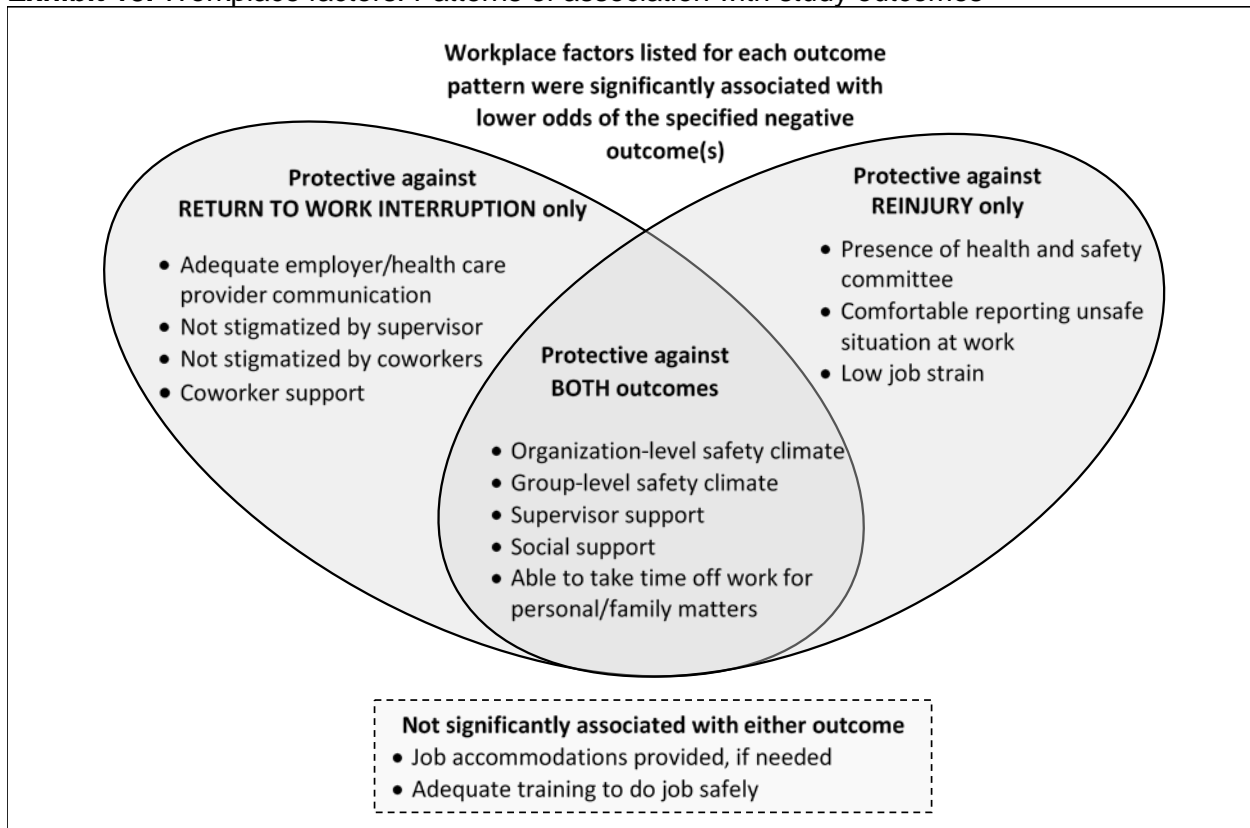 Workplace factors listed for each outcome
pattern were significantly associated with
lower odds of the specified negative
outcome(s)
Protective against
RETURN TO WORK INTERRUPTION only
• Adequate employer/health care
provider communication
• Not stigmatized by supervisor
• Not stigmatized by coworkers
• Coworker support
Protective against
REINJURY only
• Presence of health and safety
committee
• Comfortable reporting unsafe
situation at work
• Low job strain
Protective against
BOTH outcomes
• Organization-level safety climate
• Group-level safety climate
• Supervisor support
• Social support
• Able to take time off work for
personal/family matters
Not significantly associated with either outcome
• Job accommodations provided, if needed
• Adequate training to do job safely